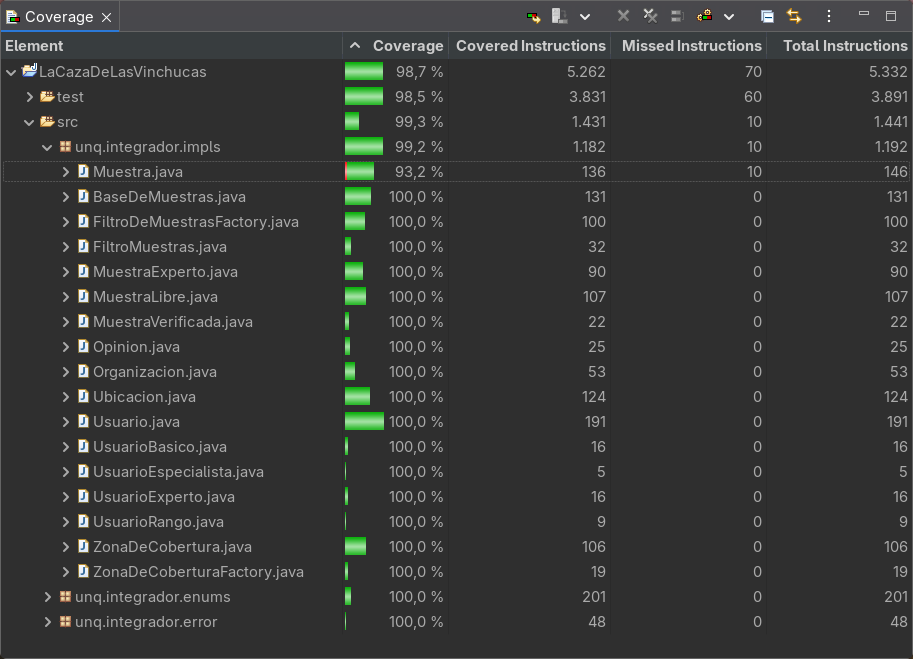 Coverage
Element Coverage Covered Instructions Missed Instructions Total Instructions
LaCazaDeLasVinchucas 98,7 % 5.262 70 5.332
test 98,5 % 3.831 60 3.891
src 99,3 % 1.431 10 1.441
unq.integrador.impls 99,2 % 1.182 10 1.192
Muestra.java 93,2 % 136 10 146
BaseDeMuestras.java 100,0 % 131 0 131
FiltroDeMuestrasFactory.java 100,0 % 100 0 100
FiltroMuestras.java 100,0 % 32 0 32
MuestraExperto.java 100,0 % 90 0 90
MuestraLibre.java 100,0 % 107 0 107
MuestraVerificada.java 100,0 % 22 0 22
Opinion.java 100,0 % 25 0 25
Organizacion.java 100,0 % 53 0 53
Ubicacion.java 100,0 % 124 0 124
Usuario.java 100,0 % 191 0 191
UsuarioBasico.java 100,0 % 16 0 16
UsuarioEspecialista.java 100,0 % 5 0 5
UsuarioExperto.java 100,0 % 16 0 16
UsuarioRango.java 100,0 % 9 0 9
ZonaDeCobertura.java 100,0 % 106 0 106
ZonaDeCoberturaFactory.java 100,0 % 19 0 19
unq.integrador.enums 100,0 % 201 0 201
unq.integrador.error 100,0 % 48 0 48